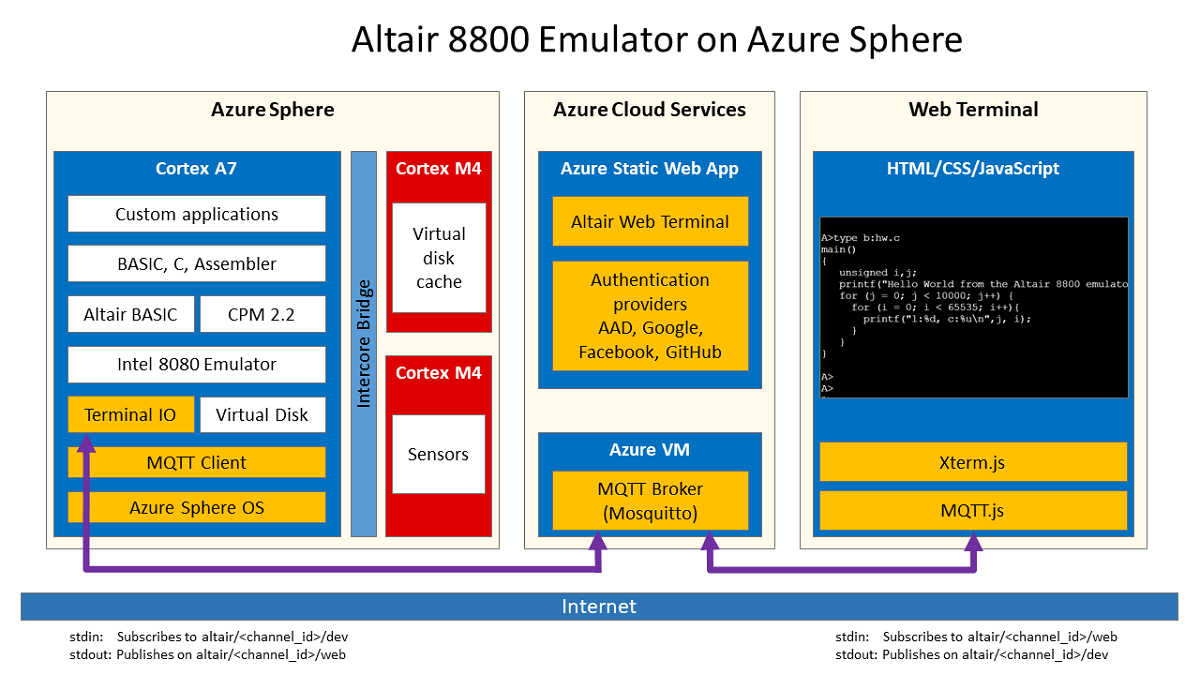 Altair 8800 Emulator on Azure Sphere
Azure Sphere
Cortex A7
Custom applications
BASIC, C, Assembler
Altair BASIC
CPM 2.2
Intel 8080 Emulator
Terminal IO
Virtual Disk
MQTT Client
Azure Sphere OS
Intercore Bridge
Cortex M4
Virtual
disk
cache
Cortex M4
Sensors
Azure Cloud Services
Azure Static Web App
Altair Web Terminal
Authentication
providers
AAD, Google,
Facebook, GitHub
Azure VM
MQTT Broker
(Mosquitto)
Web Terminal
HTML/CSS/JavaScript
A>type b:hw.c
main()
{
unsigned i,j;
printf("Hello World from the Altair 8800 emulato
for (j = 0; j < 10000; j++) {
for (i = 0; i < 65535; i++){
printf("l:%d, c:%u\n",j, i);
}
}
}
A>
A>
Xterm.js
MQTT.js
Internet
stdin: Subscribes to altair/<channel_id>/dev
stdout: Publishes on altair/<channel_id>/web
stdin: Subscribes to altair/<channel_id>/web
stdout: Publishes on altair/<channel_id>/dev